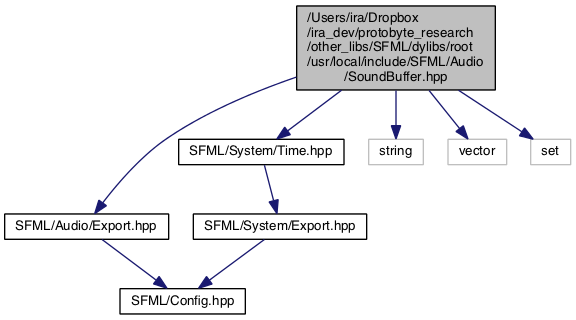 /Users/ira/Dropbox
/ira_dev/protobyte_research
/other_libs/SFML/dylibs/root
/usr/local/include/SFML/Audio
/SoundBuffer.hpp
SFML/System/Time.hpp
string
vector
set
SFML/Audio/Export.hpp
SFML/System/Export.hpp
SFML/Config.hpp